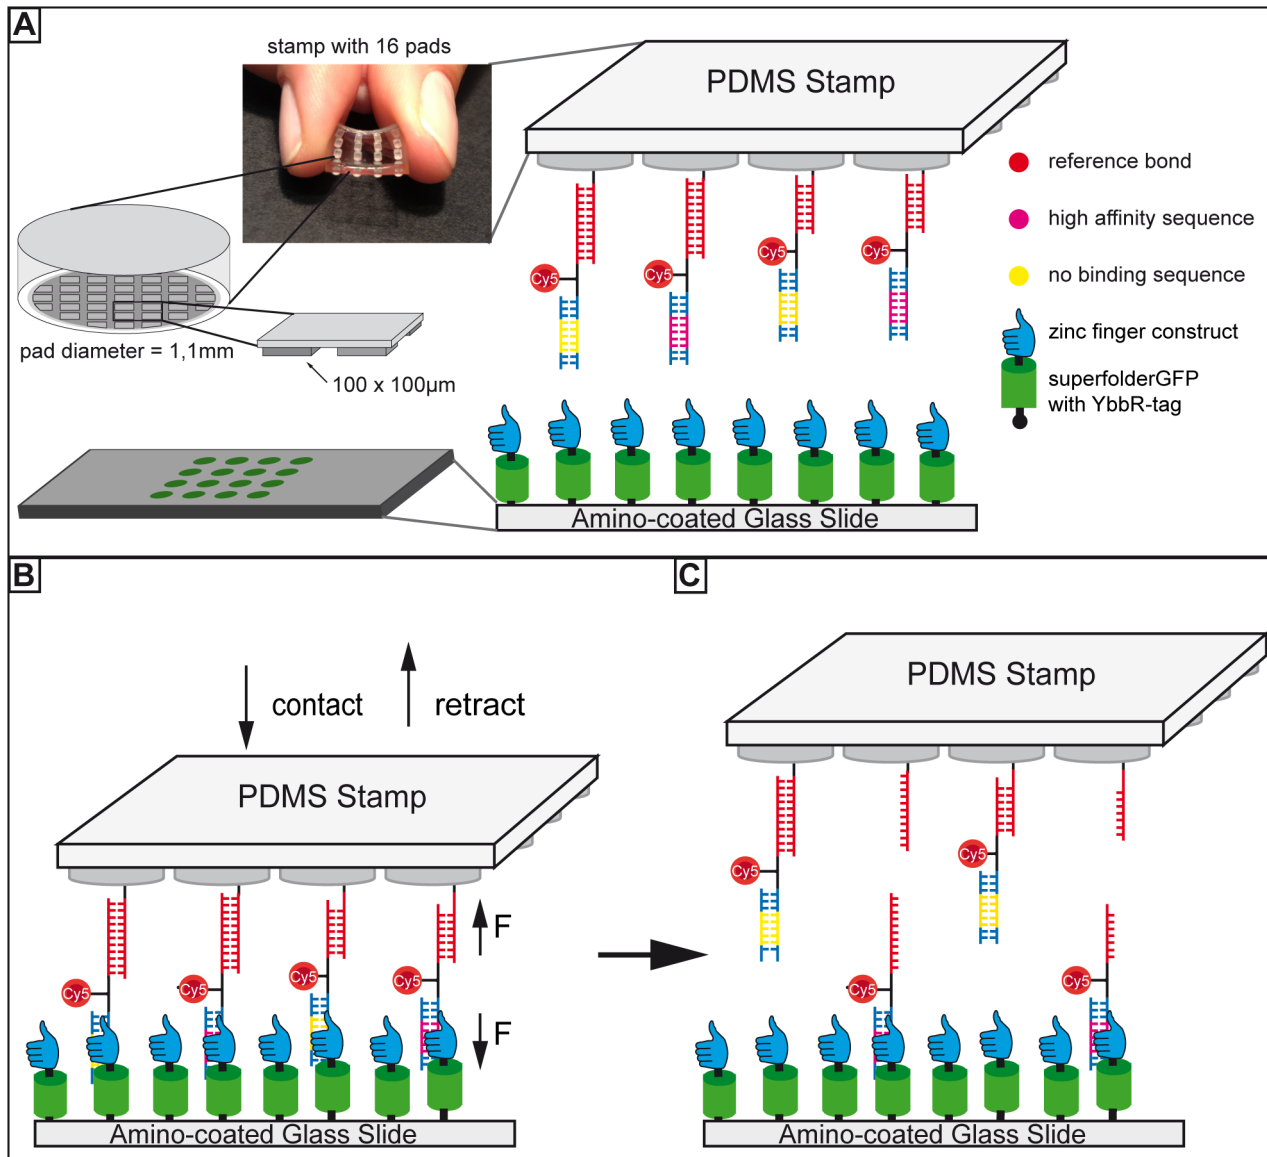 A
stamp with 16 pads
PDMS Stamp
reference bond
high affinity sequence
no binding sequence
zinc finger construct
superfolderGFP
with YbbR-tag
Cy5
Cy5
Cy5
Cy5
pad diameter = 1,1mm
100 x 100µm
Amino-coated Glass Slide
B
contact
retract
PDMS Stamp
F
Cy5
Cy5
Cy5
Cy5
F
Amino-coated Glass Slide
C
PDMS Stamp
Cy5
Cy5
Cy5
Cy5
Amino-coated Glass Slide